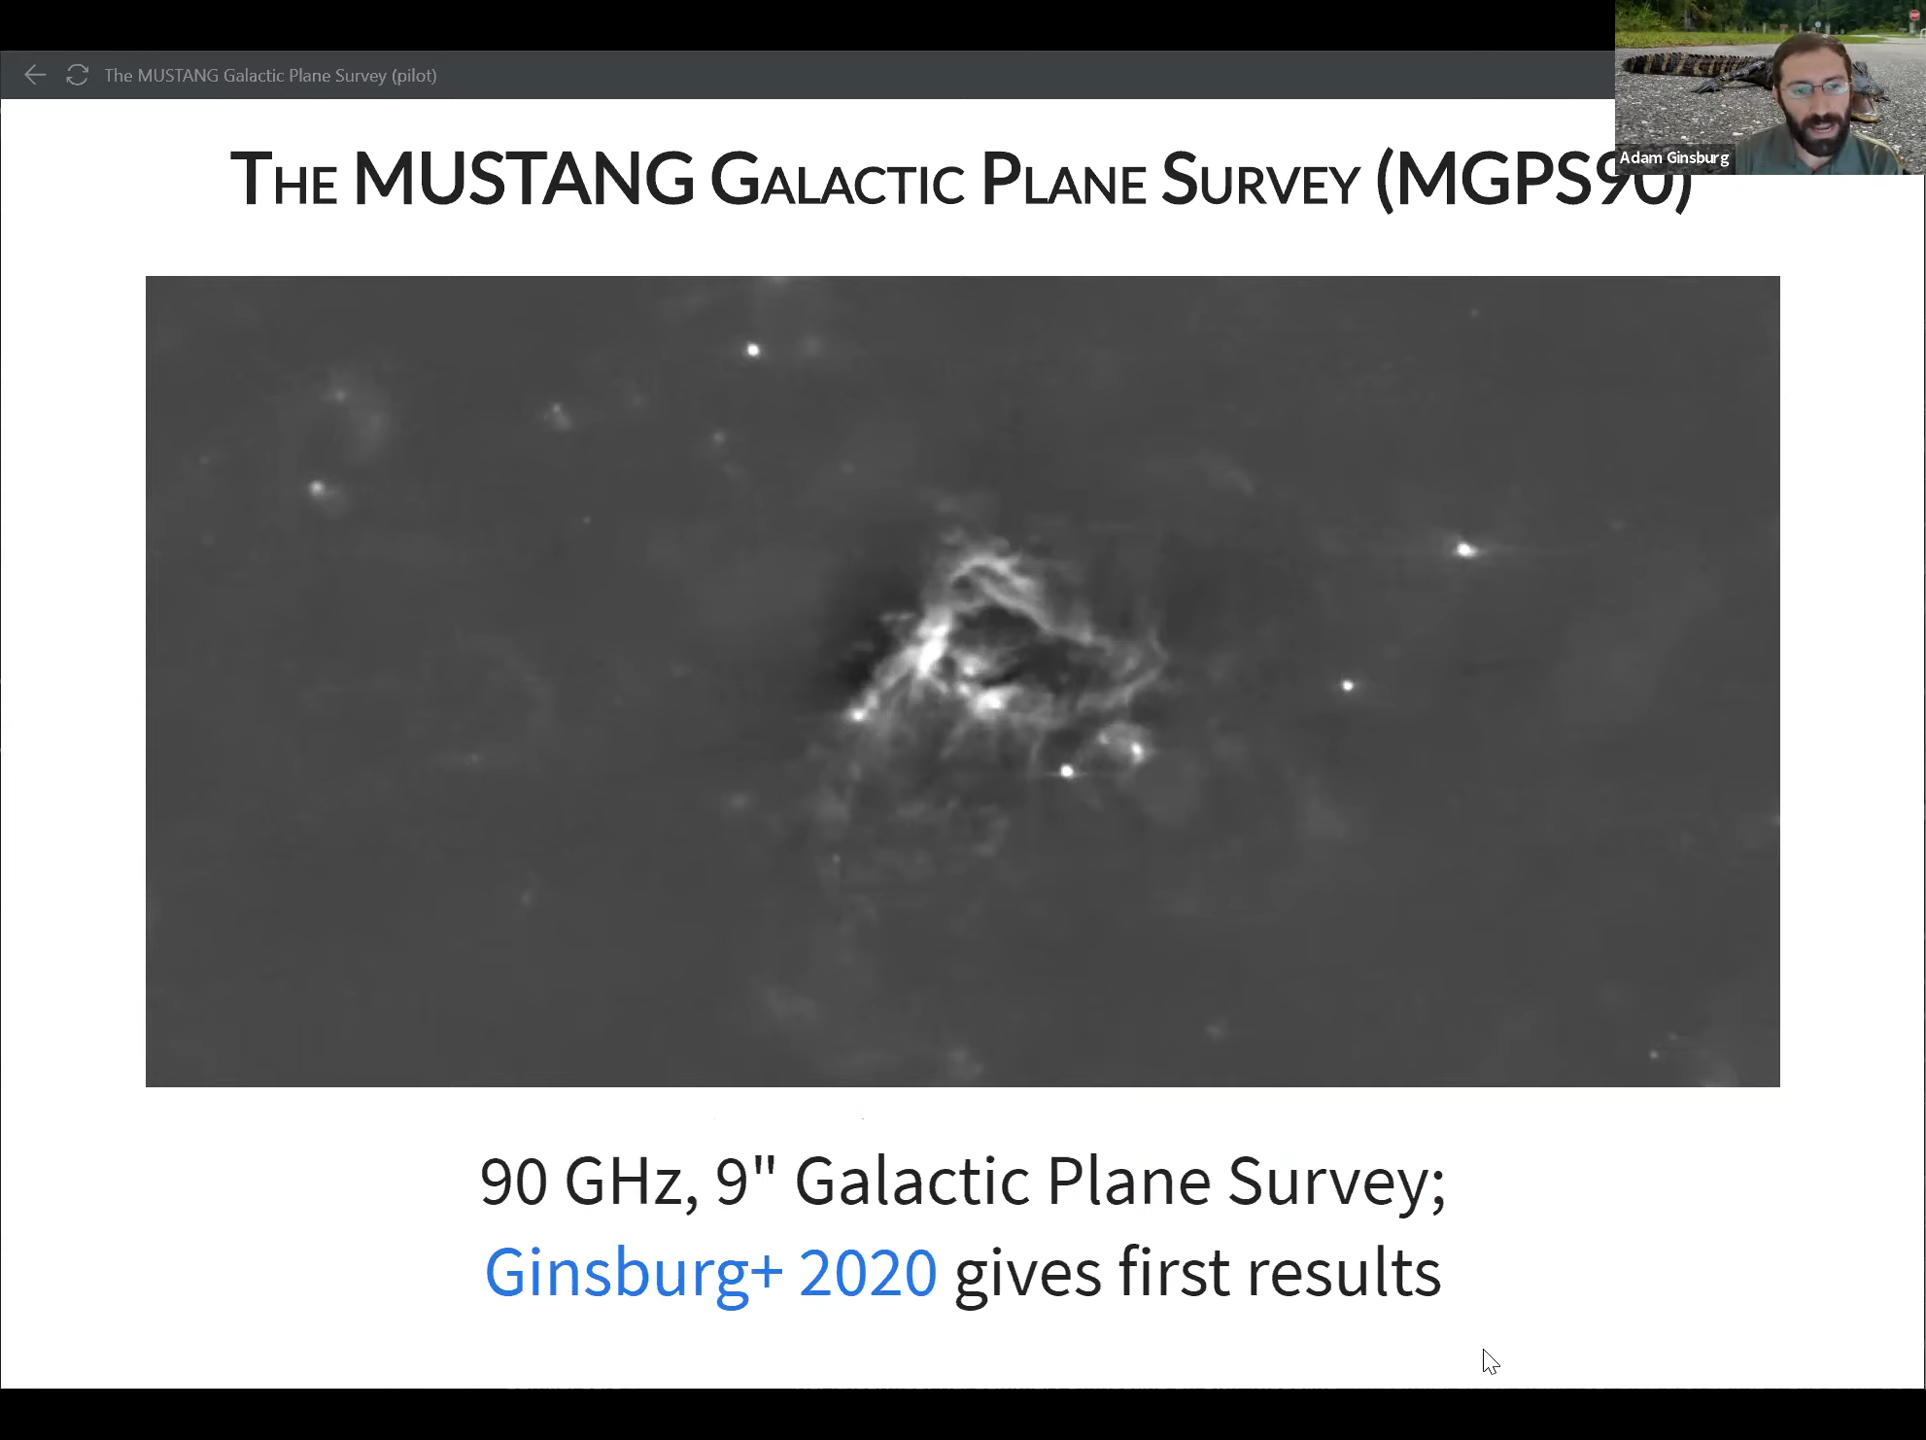 The MUSTANG Galactic Plane Survey (pilot)
Adam Ginsburg
THE MUSTANG GALACTIC PLANE SURVEY (MGPS90)
90 GHz, 9" Galactic Plane Survey;
Ginsburg+ 2020 gives first results